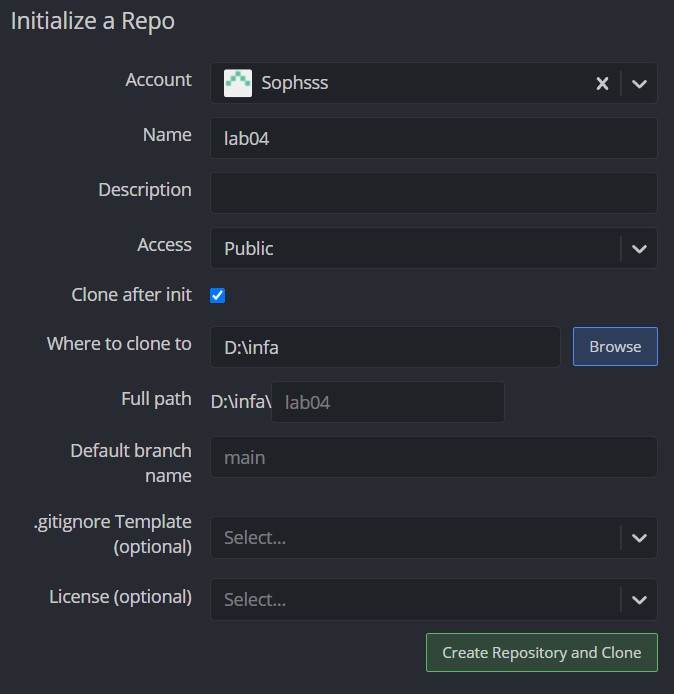 Initialize a Repo
Account
Sophsss
Name
lab04
Description
Access
Public
Clone after init
Where to clone to
D:\infa
Browse
Full path
D:\infa\
lab04
Default branch
name
main
.gitignore Template
(optional)
Select...
License (optional)
Select...
Create Repository and Clone